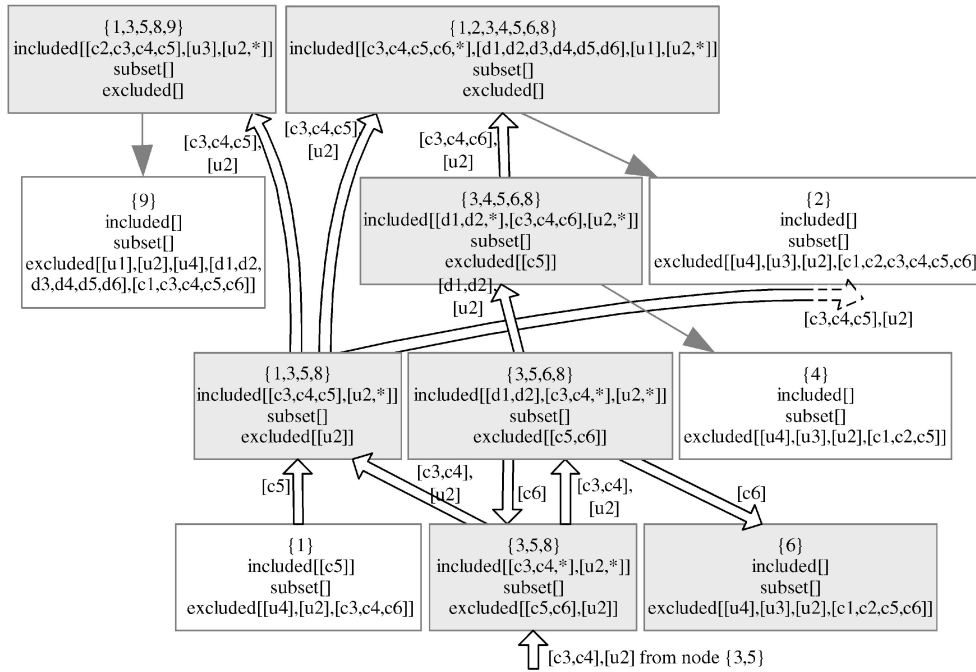 {1,3,5,8,9}
included[[c2,c3,c4,c5],[u3],[u2,*]]
subset[]
excluded[]
{1,2,3,4,5,6,8}
included[[c3,c4,c5,c6,*],[d1,d2,d3,d4,d5,d6],[u1],[u2,*]]
subset[]
excluded[]
[c3,c4,c5],
[u2]
[c3,c4,c5],
[u2]
[c3,c4,c6],
[u2]
{9}
included[]
subset[]
excluded[[u1],[u2],[u4],[d1,d2,
d3,d4,d5,d6],[c1,c3,c4,c5,c6]]
{3,4,5,6,8}
included[[d1,d2,*],[c3,c4,c6],[u2,*]]
subset[]
excluded[[c5]]
{2}
included[]
subset[]
excluded[[u4],[u3],[u2],[c1,c2,c3,c4,c5,c6]
[d1,d2],
[u2]
[c3,c4,c5],[u2]
{1,3,5,8}
included[[c3,c4,c5],[u2,*]]
subset[]
excluded[[u2]]
{3,5,6,8}
included[[d1,d2],[c3,c4,*],[u2,*]]
subset[]
excluded[[c5,c6]]
{4}
included[]
subset[]
excluded[[u4],[u3],[u2],[c1,c2,c5]]
[c5]
[c3,c4],
[u2]
[c6]
[c3,c4],
[u2]
[c6]
{1}
included[[c5]]
subset[]
excluded[[u4],[u2],[c3,c4,c6]]
{3,5,8}
included[[c3,c4,*],[u2,*]]
subset[]
excluded[[c5,c6],[u2]]
{6}
included[]
subset[]
excluded[[u4],[u3],[u2],[c1,c2,c5,c6]]
[c3,c4],[u2] from node {3,5}